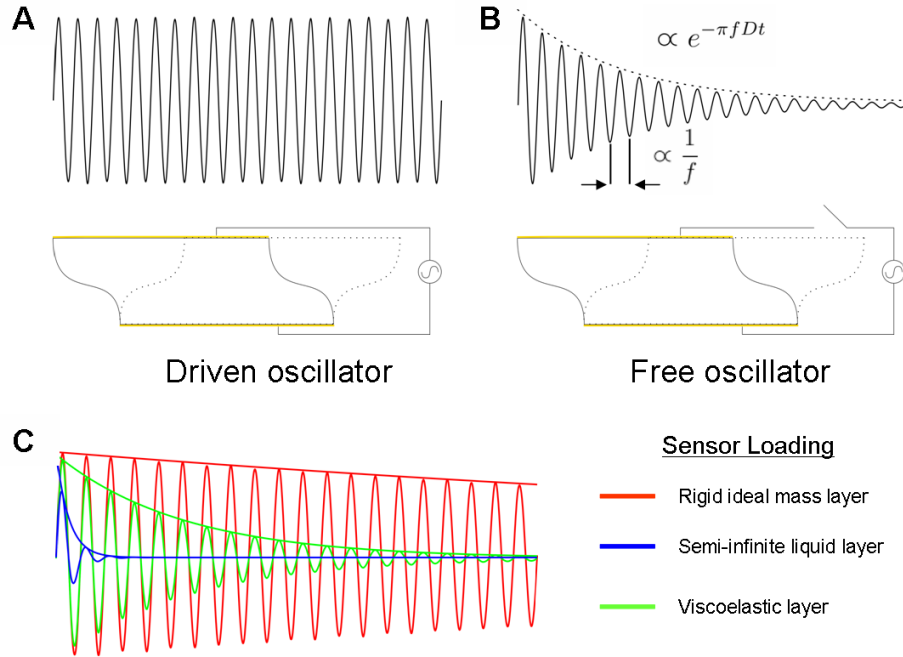 A
B
∝ e^{-πfDt}
∝ 1/f
Driven oscillator
Free oscillator
C
Sensor Loading
Rigid ideal mass layer
Semi-infinite liquid layer
Viscoelastic layer